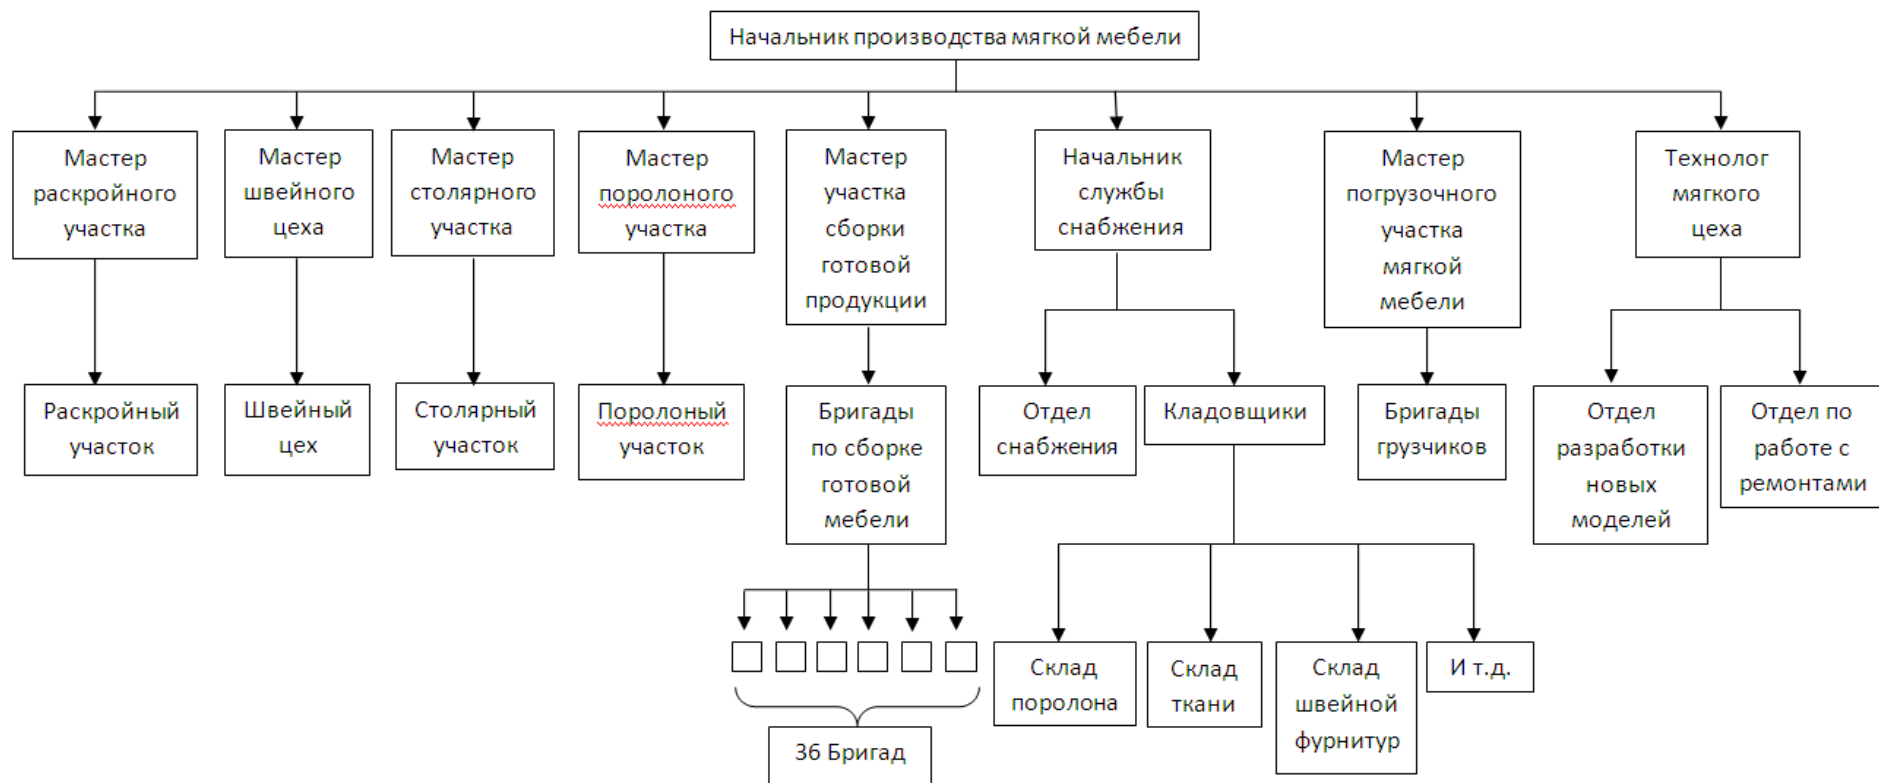 Начальник производства мягкой мебели
Мастер
раскройного
участка
Мастер
швейного
цеха
Мастер
столярного
участка
Мастер
поролоного
участка
Мастер
участка
сборки
готовой
продукции
Начальник
службы
снабжения
Мастер
погрузочного
участка
мягкой
мебели
Технолог
мягкого
цеха
Раскройный
участок
Швейный
цех
Столярный
участок
Поролоный
участок
Бригады
по сборке
готовой
мебели
Отдел
снабжения
Кладовщики
Бригады
грузчиков
Отдел
разработки
новых
моделей
Отдел по
работе с
ремонтами
Склад
поролона
Склад
ткани
Склад
швейной
фурнитур
И т.д.
36 Бригад